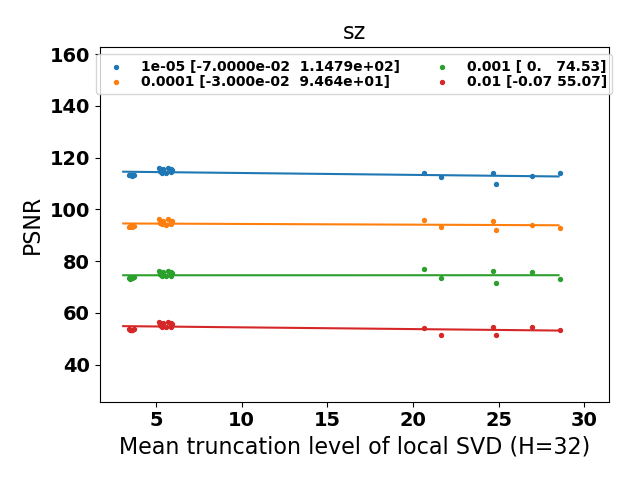 sz
1e-05 [-7.0000e-02  1.1479e+02]
0.0001 [-3.000e-02  9.464e+01]
0.001 [ 0.   74.53]
0.01 [-0.07 55.07]
PSNR
160
140
120
100
80
60
40
5 10 15 20 25 30
Mean truncation level of local SVD (H=32)